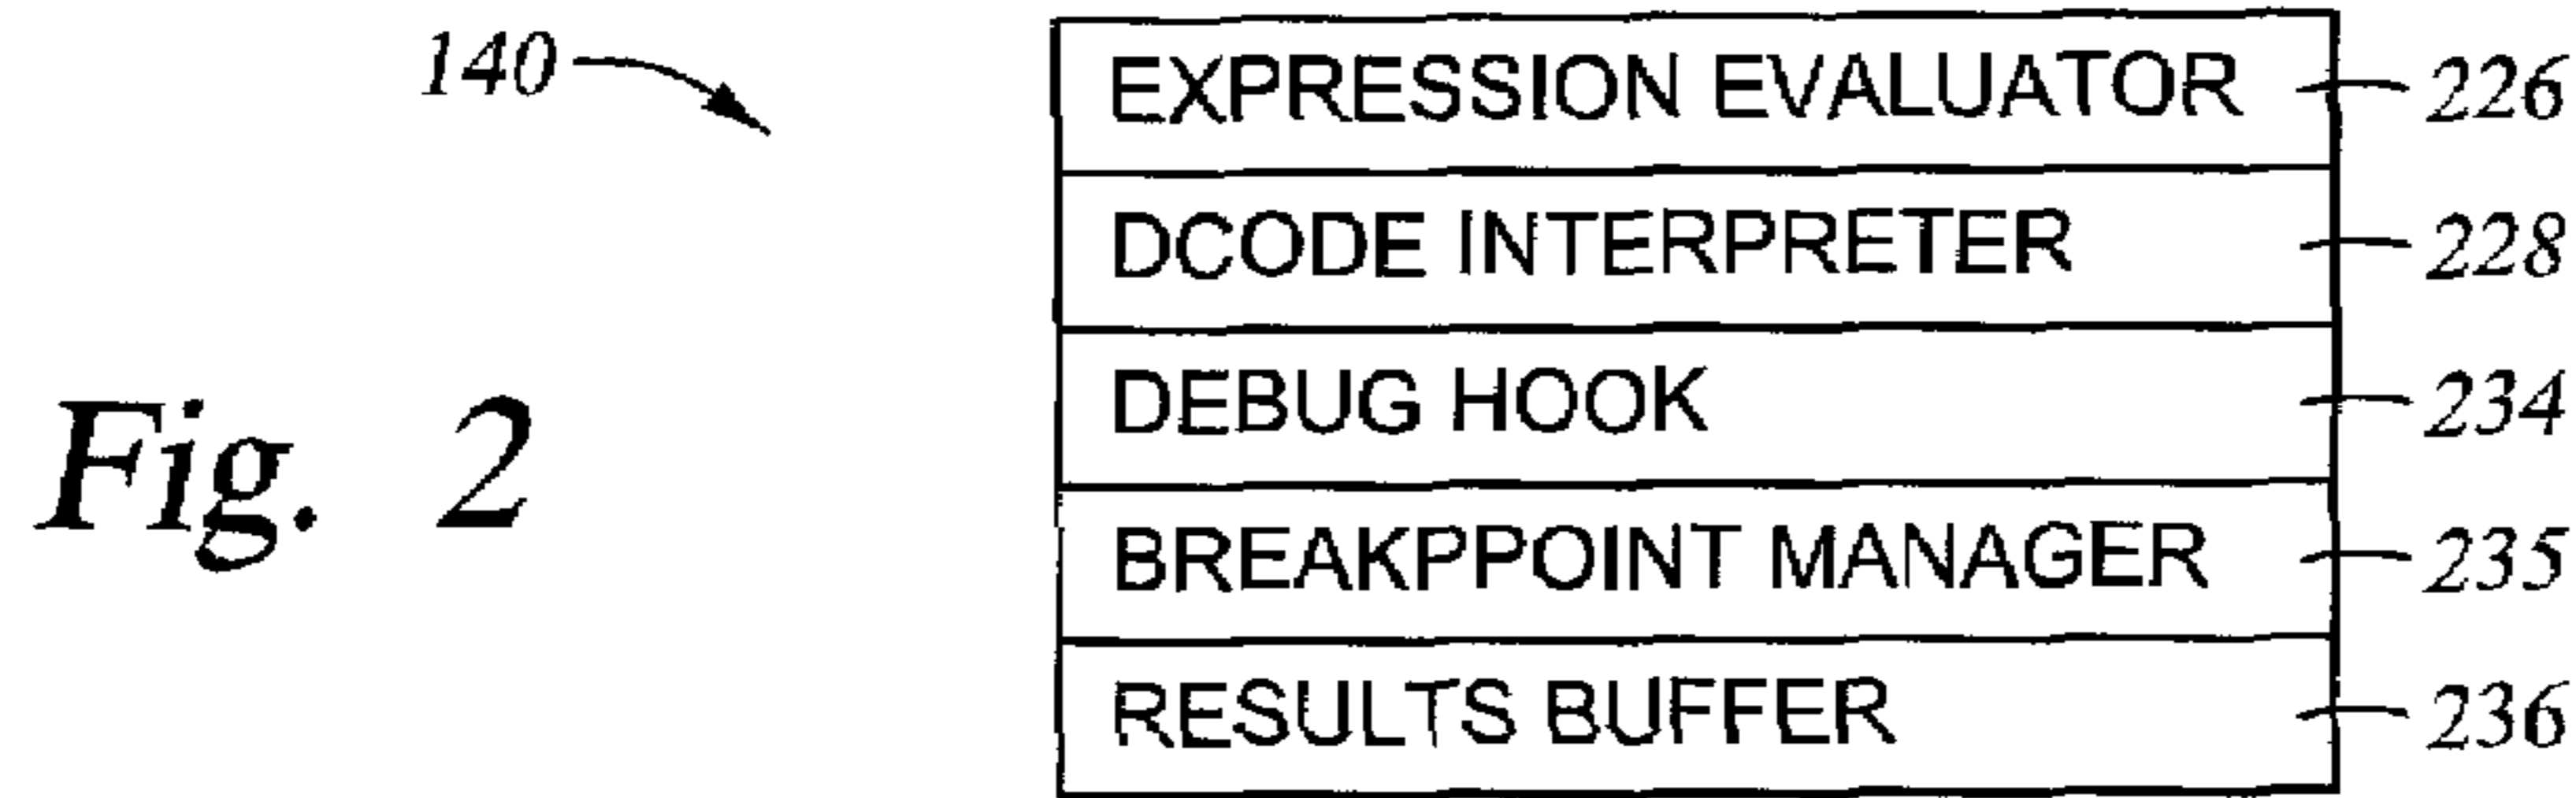 140
EXPRESSION EVALUATOR 226
DCODE INTERPRETER 228
DEBUG HOOK 234
Fig. 2
BREAKPPOINT MANAGER 235
RESULTS BUFFER 236